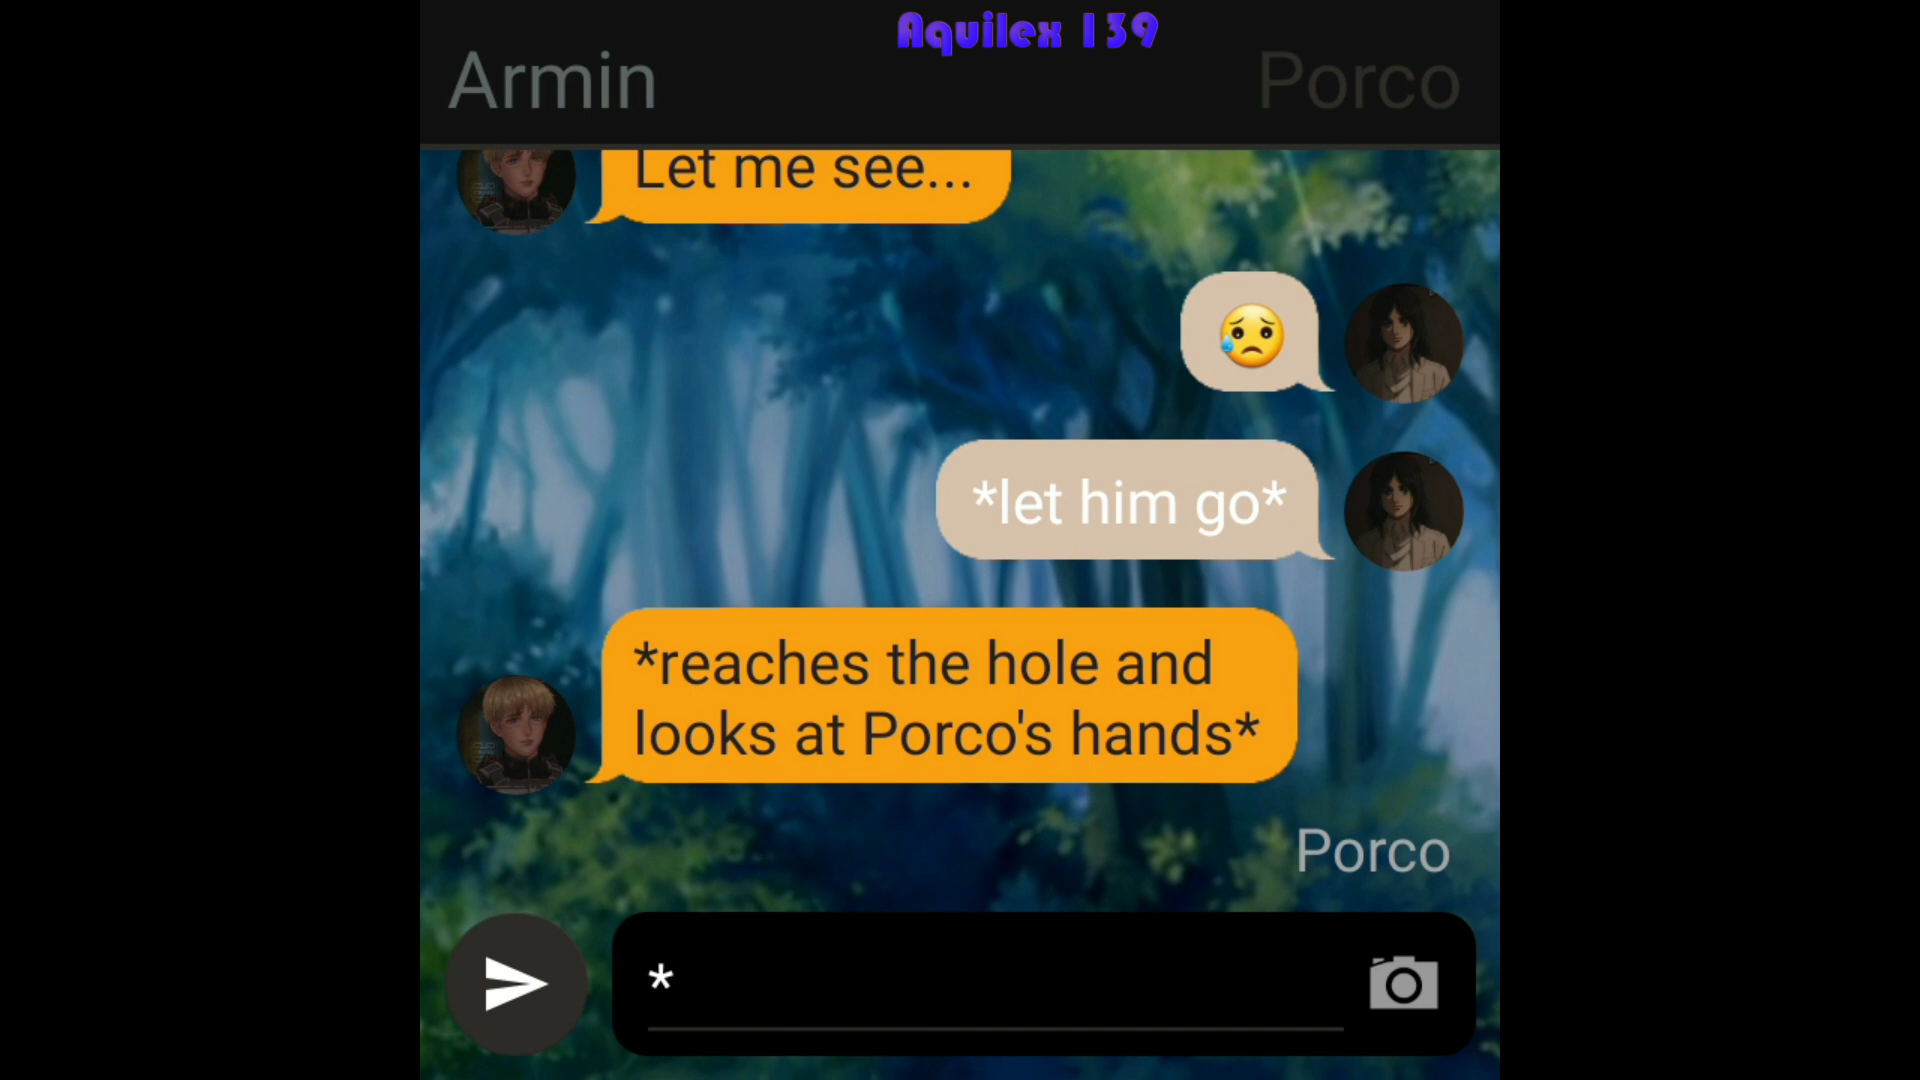 Aquilex 139
Armin
Porco
Let me see...
*let him go*
*reaches the hole and
looks at Porco's hands*
Porco
*